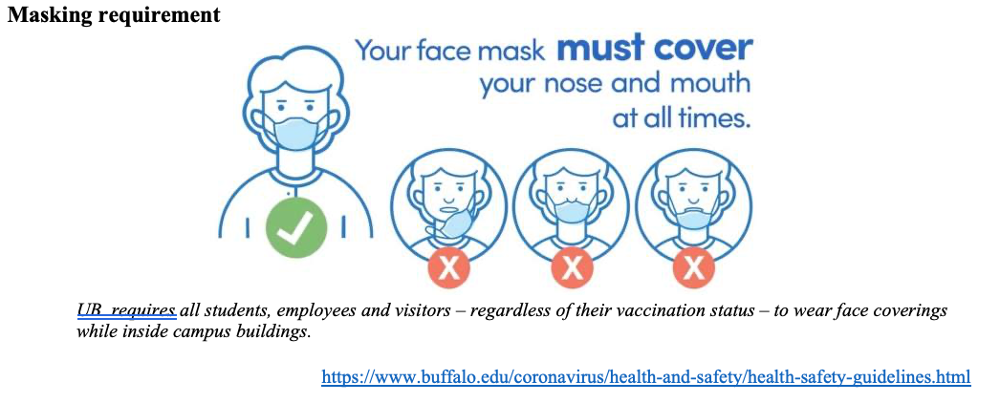 Masking requirement
Your face mask must cover
your nose and mouth
at all times.
X X X
UB requires all students, employees and visitors – regardless of their vaccination status – to wear face coverings
while inside campus buildings.
https://www.buffalo.edu/coronavirus/health-and-safety/health-safety-guidelines.html